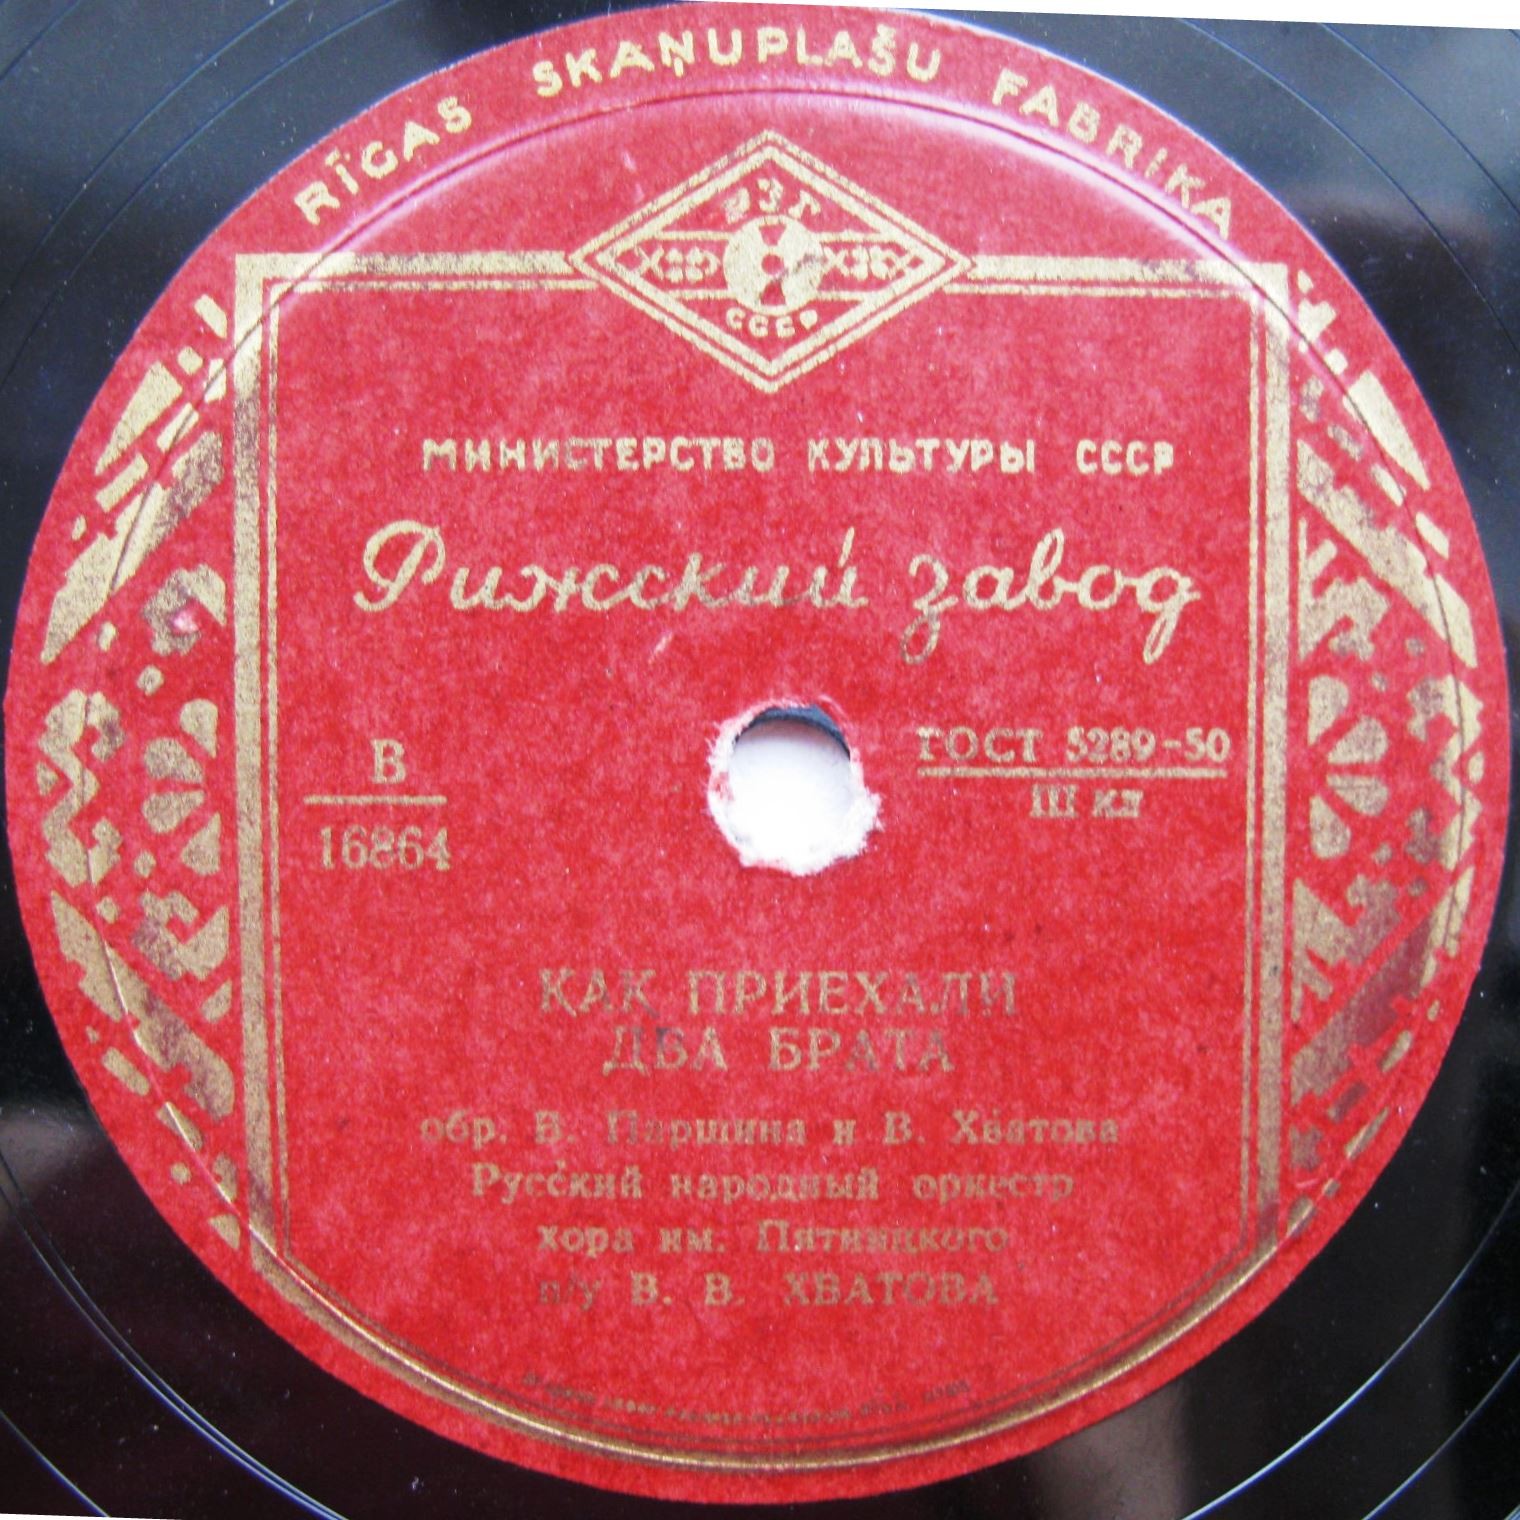 RĪGAS SKAŅUPLAŠU FABRIKA
РЗГ
СССР
МИНИСТЕРСТВО КУЛЬТУРЫ СССР
Рижский завод
В
16864
ГОСТ 5289-50
III кл
КАК ПРИЕХАЛИ
ДВА БРАТА
обр. В. Паршина и В. Хватова
Русский народный оркестр
хора им. Пятницкого
п/у В. В. ХВАТОВА